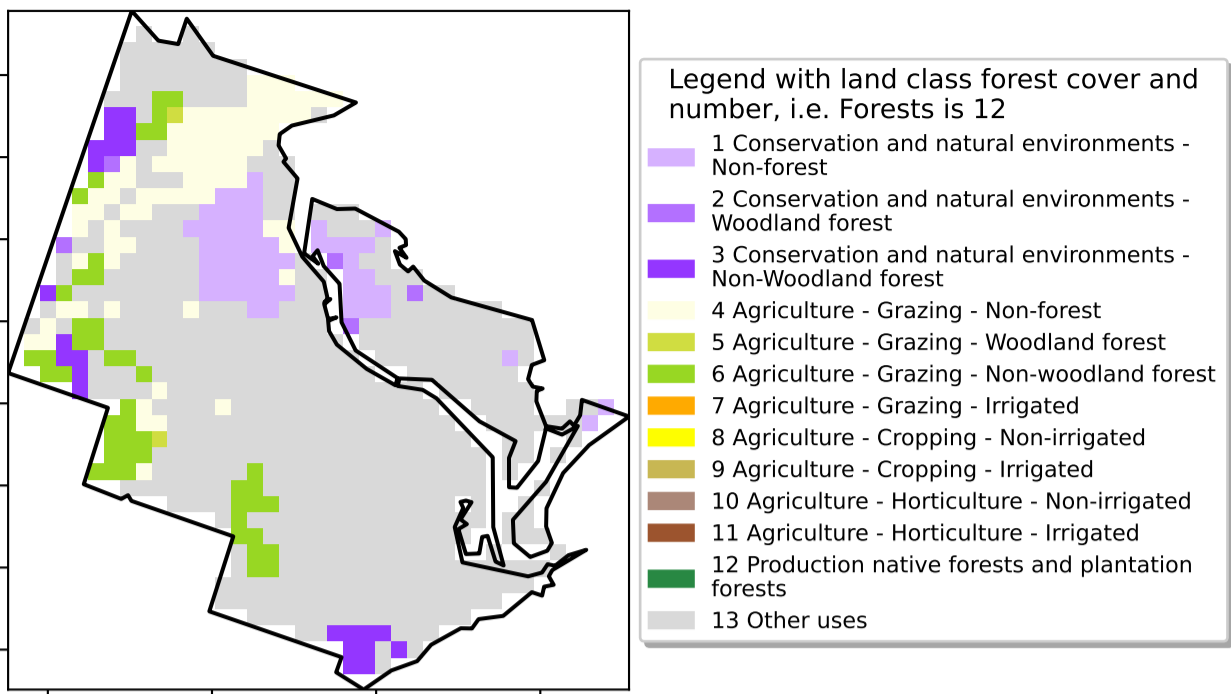 Legend with land class forest cover and
number, i.e. Forests is 12
1 Conservation and natural environments -
Non-forest
2 Conservation and natural environments -
Woodland forest
3 Conservation and natural environments -
Non-Woodland forest
4 Agriculture - Grazing - Non-forest
5 Agriculture - Grazing - Woodland forest
6 Agriculture - Grazing - Non-woodland forest
7 Agriculture - Grazing - Irrigated
8 Agriculture - Cropping - Non-irrigated
9 Agriculture - Cropping - Irrigated
10 Agriculture - Horticulture - Non-irrigated
11 Agriculture - Horticulture - Irrigated
12 Production native forests and plantation
forests
13 Other uses